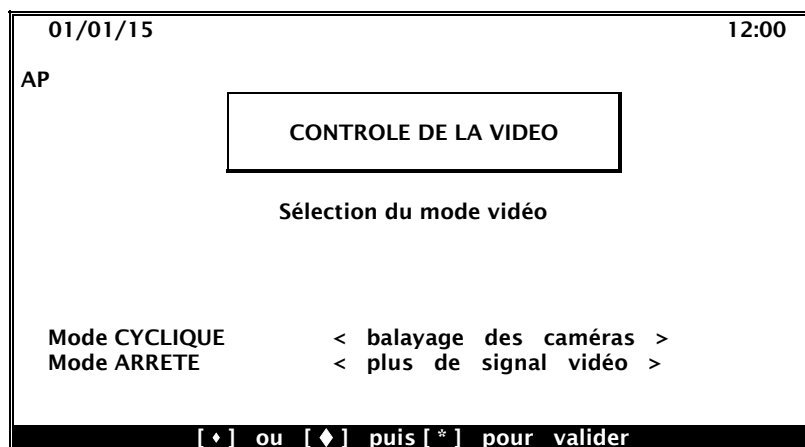 01/01/15 12:00
AP
CONTROLE DE LA VIDEO
Sélection du mode vidéo
Mode CYCLIQUE < balayage des caméras >
Mode ARRETE < plus de signal vidéo >
[⬩] ou [♦] puis [*] pour valider